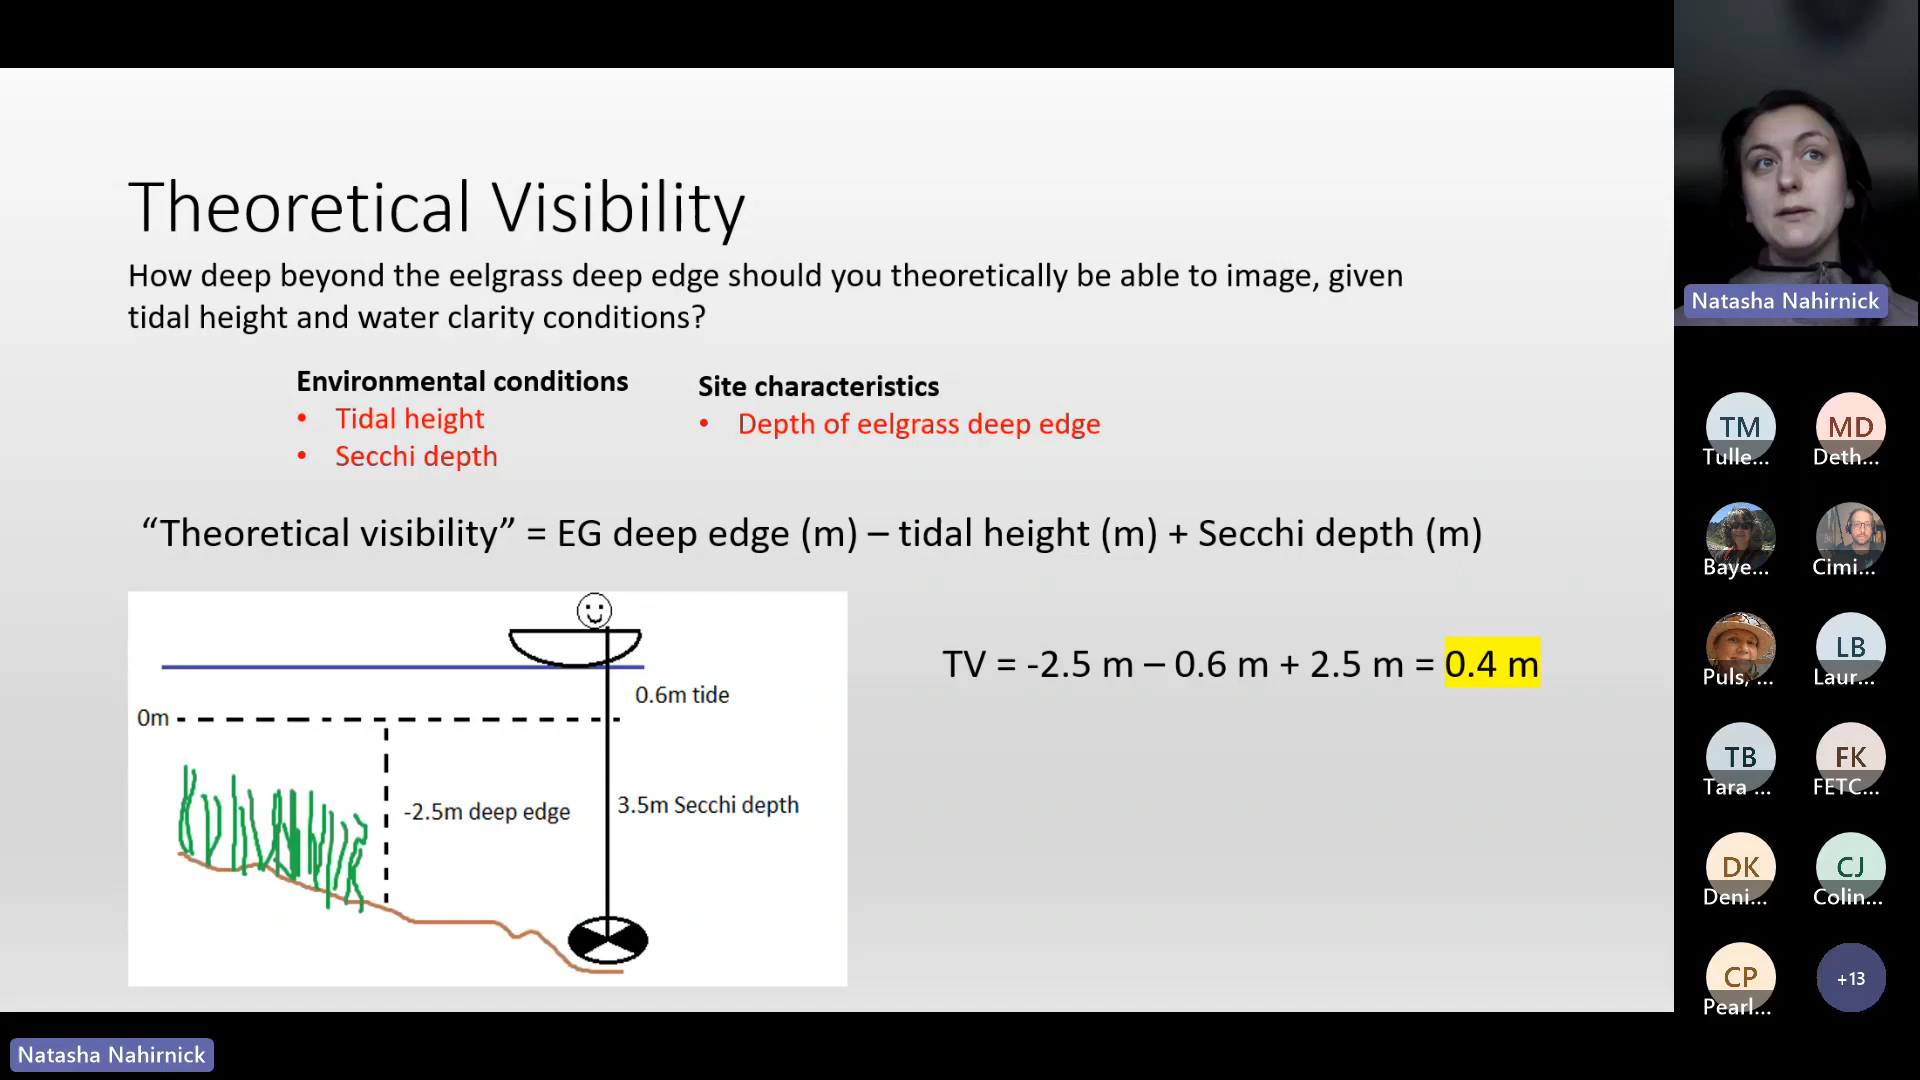 Theoretical Visibility
How deep beyond the eelgrass deep edge should you theoretically be able to image, given
tidal height and water clarity conditions?
Environmental conditions
• Tidal height
• Secchi depth
Site characteristics
• Depth of eelgrass deep edge
“Theoretical visibility” = EG deep edge (m) – tidal height (m) + Secchi depth (m)
0.6m tide
0m
-2.5m deep edge
3.5m Secchi depth
TV = -2.5 m – 0.6 m + 2.5 m = 0.4 m
Natasha Nahirnick
Natasha Nahirnick
TM
Tulle...
MD
Deth...
Baye...
Cimi...
Puls, ...
LB
Laur...
TB
Tara ...
FK
FETC...
DK
Deni...
CJ
Colin...
CP
Pearl...
+13